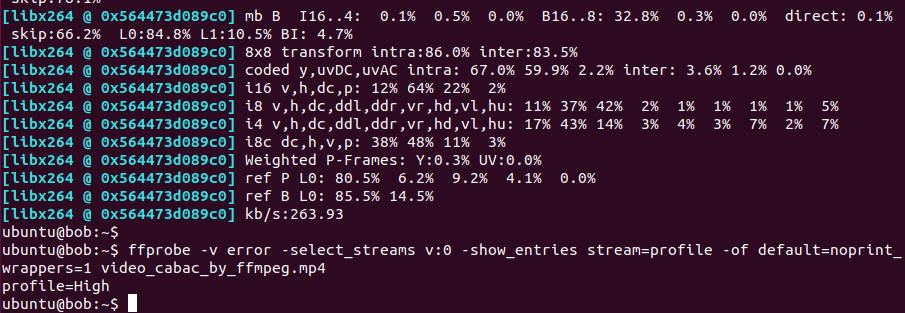 skip:78.1%
[libx264 @ 0x564473d089c0] mb B  I16..4:  0.1%  0.5%  0.0%  B16..8: 32.8%  0.3%  0.0%  direct: 0.1%
 skip:66.2%  L0:84.8% L1:10.5% BI: 4.7%
[libx264 @ 0x564473d089c0] 8x8 transform intra:86.0% inter:83.5%
[libx264 @ 0x564473d089c0] coded y,uvDC,uvAC intra: 67.0% 59.9% 2.2% inter: 3.6% 1.2% 0.0%
[libx264 @ 0x564473d089c0] i16 v,h,dc,p: 12% 64% 22%  2%
[libx264 @ 0x564473d089c0] i8 v,h,dc,ddl,ddr,vr,hd,vl,hu: 11% 37% 42%  2%  1%  1%  1%  1%  5%
[libx264 @ 0x564473d089c0] i4 v,h,dc,ddl,ddr,vr,hd,vl,hu: 17% 43% 14%  3%  4%  3%  7%  2%  7%
[libx264 @ 0x564473d089c0] i8c dc,h,v,p: 38% 48% 11%  3%
[libx264 @ 0x564473d089c0] Weighted P-Frames: Y:0.3% UV:0.0%
[libx264 @ 0x564473d089c0] ref P L0: 80.5%  6.2%  9.2%  4.1%  0.0%
[libx264 @ 0x564473d089c0] ref B L0: 85.5% 14.5%
[libx264 @ 0x564473d089c0] kb/s:263.93
ubuntu@bob:~$
ubuntu@bob:~$ ffprobe -v error -select_streams v:0 -show_entries stream=profile -of default=noprint_
wrappers=1 video_cabac_by_ffmpeg.mp4
profile=High
ubuntu@bob:~$